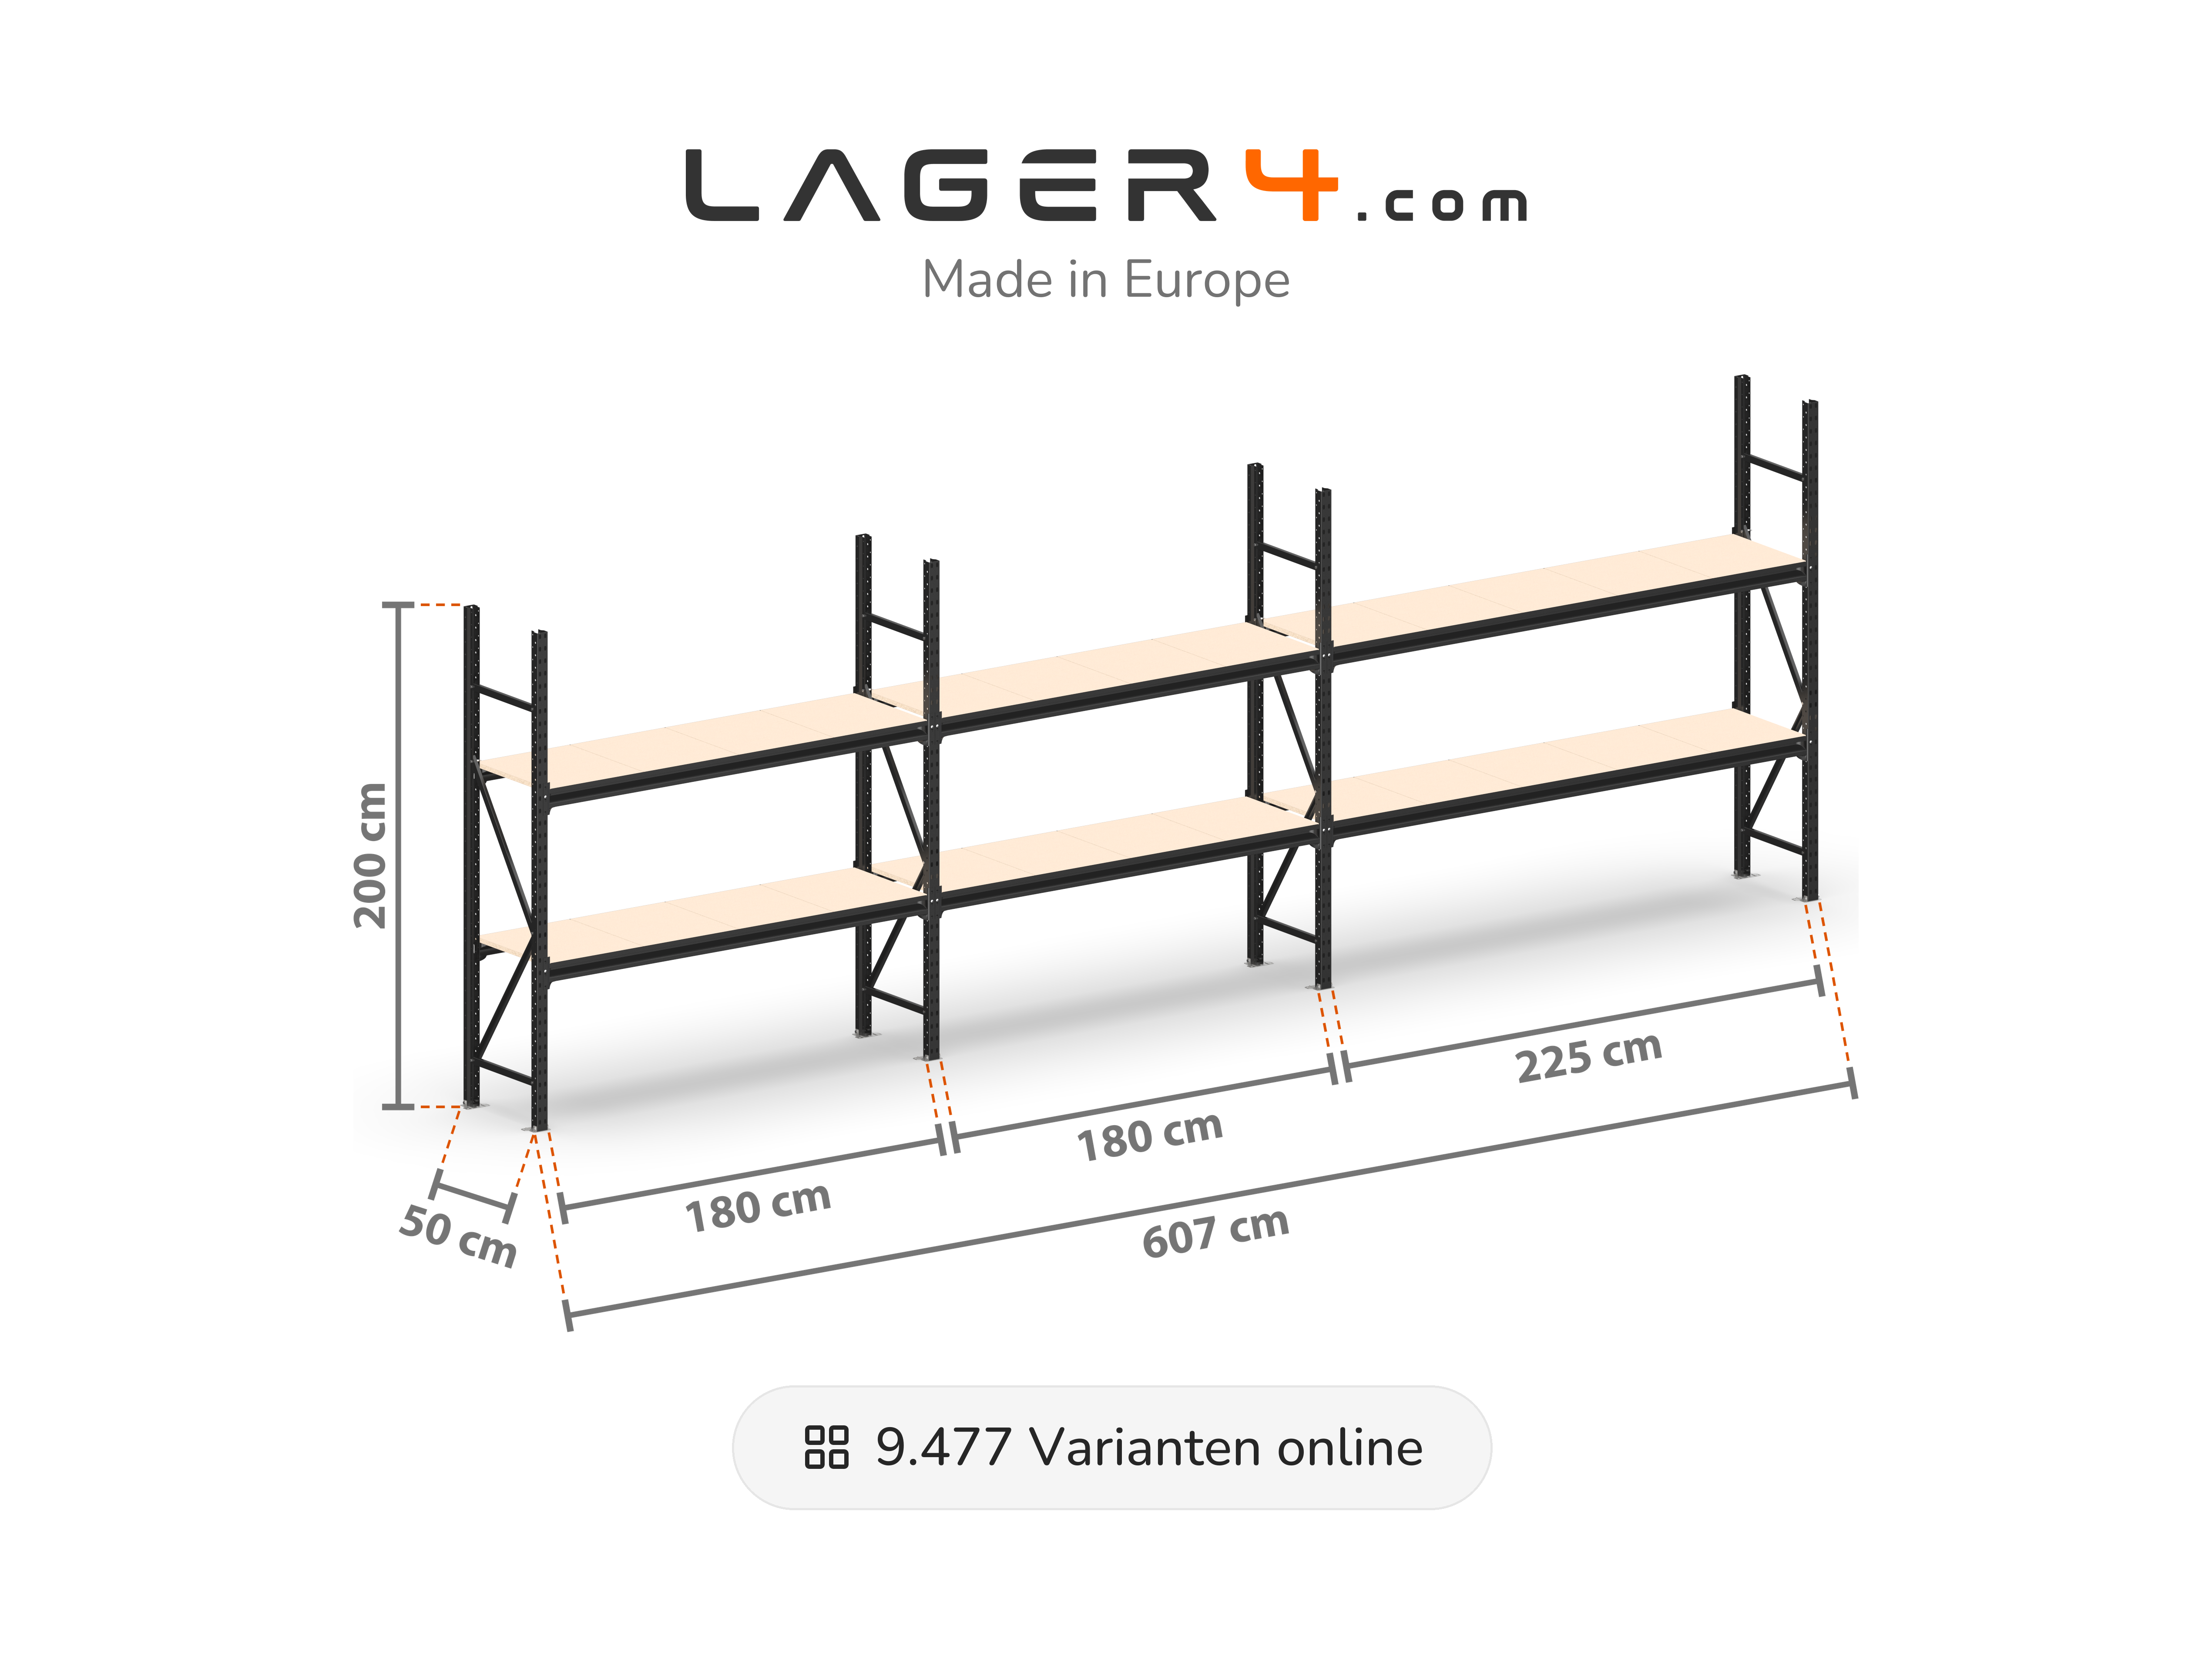 LAGER4.com
Made in Europe
200 cm
50 cm
180 cm
180 cm
225 cm
607 cm
9.477 Varianten online